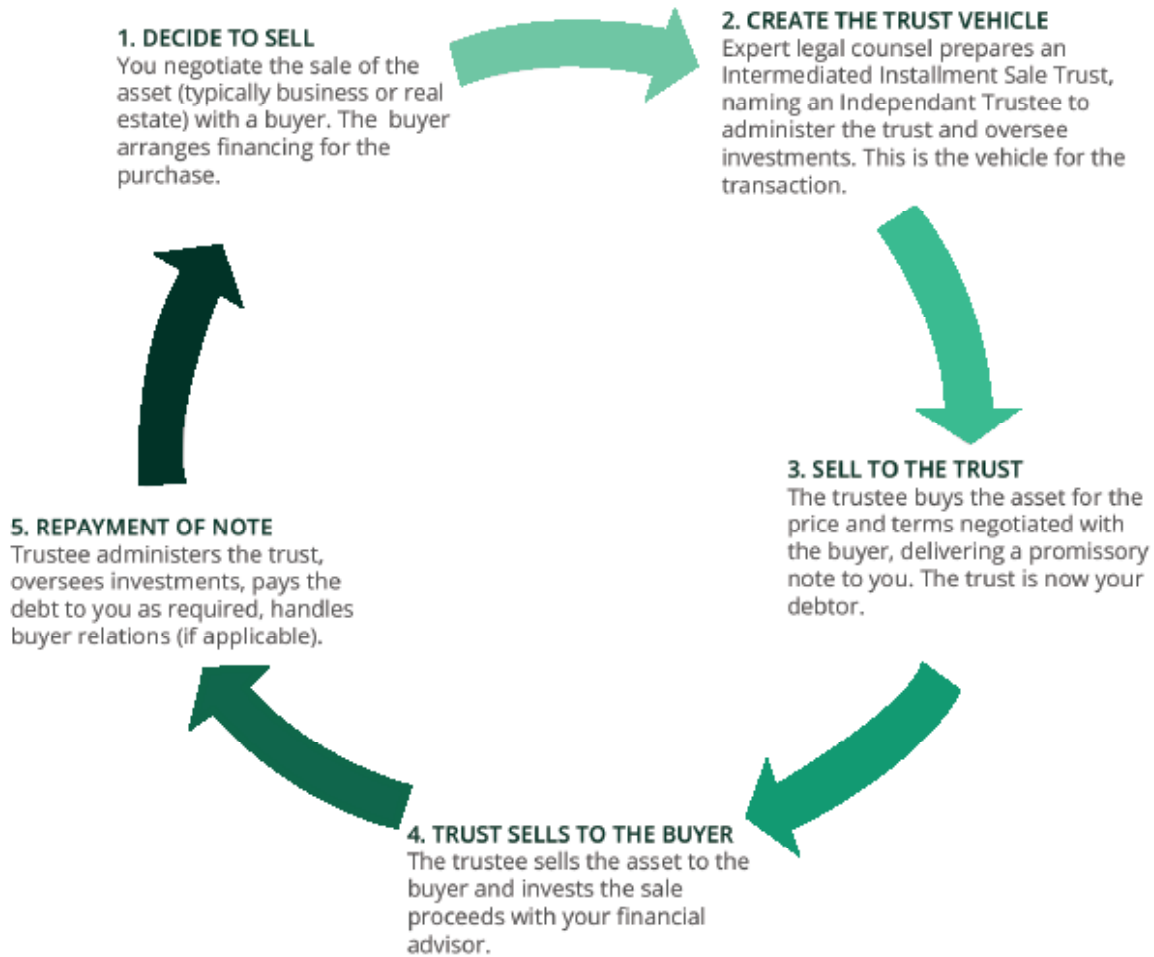 1. DECIDE TO SELL
You negotiate the sale of the
asset (typically business or real
estate) with a buyer. The buyer
arranges financing for the
purchase.
2. CREATE THE TRUST VEHICLE
Expert legal counsel prepares an
Intermediated Installment Sale Trust,
naming an Independant Trustee to
administer the trust and oversee
investments. This is the vehicle for the
transaction.
3. SELL TO THE TRUST
The trustee buys the asset for the
price and terms negotiated with
the buyer, delivering a promissory
note to you. The trust is now your
debtor.
4. TRUST SELLS TO THE BUYER
The trustee sells the asset to the
buyer and invests the sale
proceeds with your financial
advisor.
5. REPAYMENT OF NOTE
Trustee administers the trust,
oversees investments, pays the
debt to you as required, handles
buyer relations (if applicable).